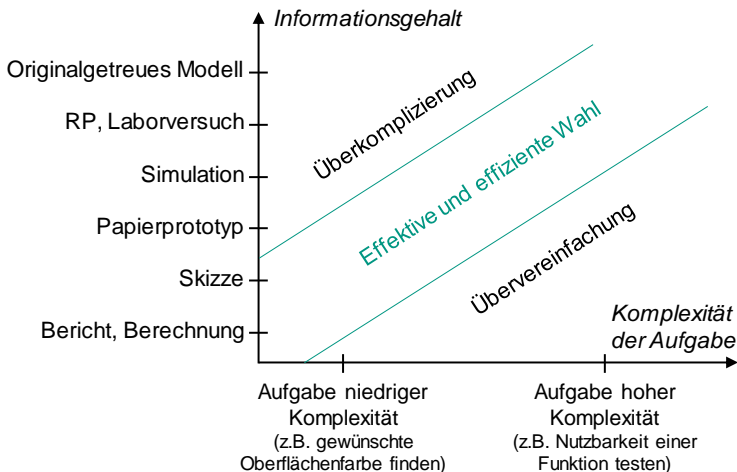 Informationsgehalt
Originalgetreues Modell
RP, Laborversuch
Simulation
Papierprototyp
Skizze
Bericht, Berechnung
Überkomplizierung
Effektive und effiziente Wahl
Übervereinfachung
Komplexität
der Aufgabe
Aufgabe niedriger
Komplexität
(z.B. gewünschte
Oberflächenfarbe finden)
Aufgabe hoher
Komplexität
(z.B. Nutzbarkeit einer
Funktion testen)